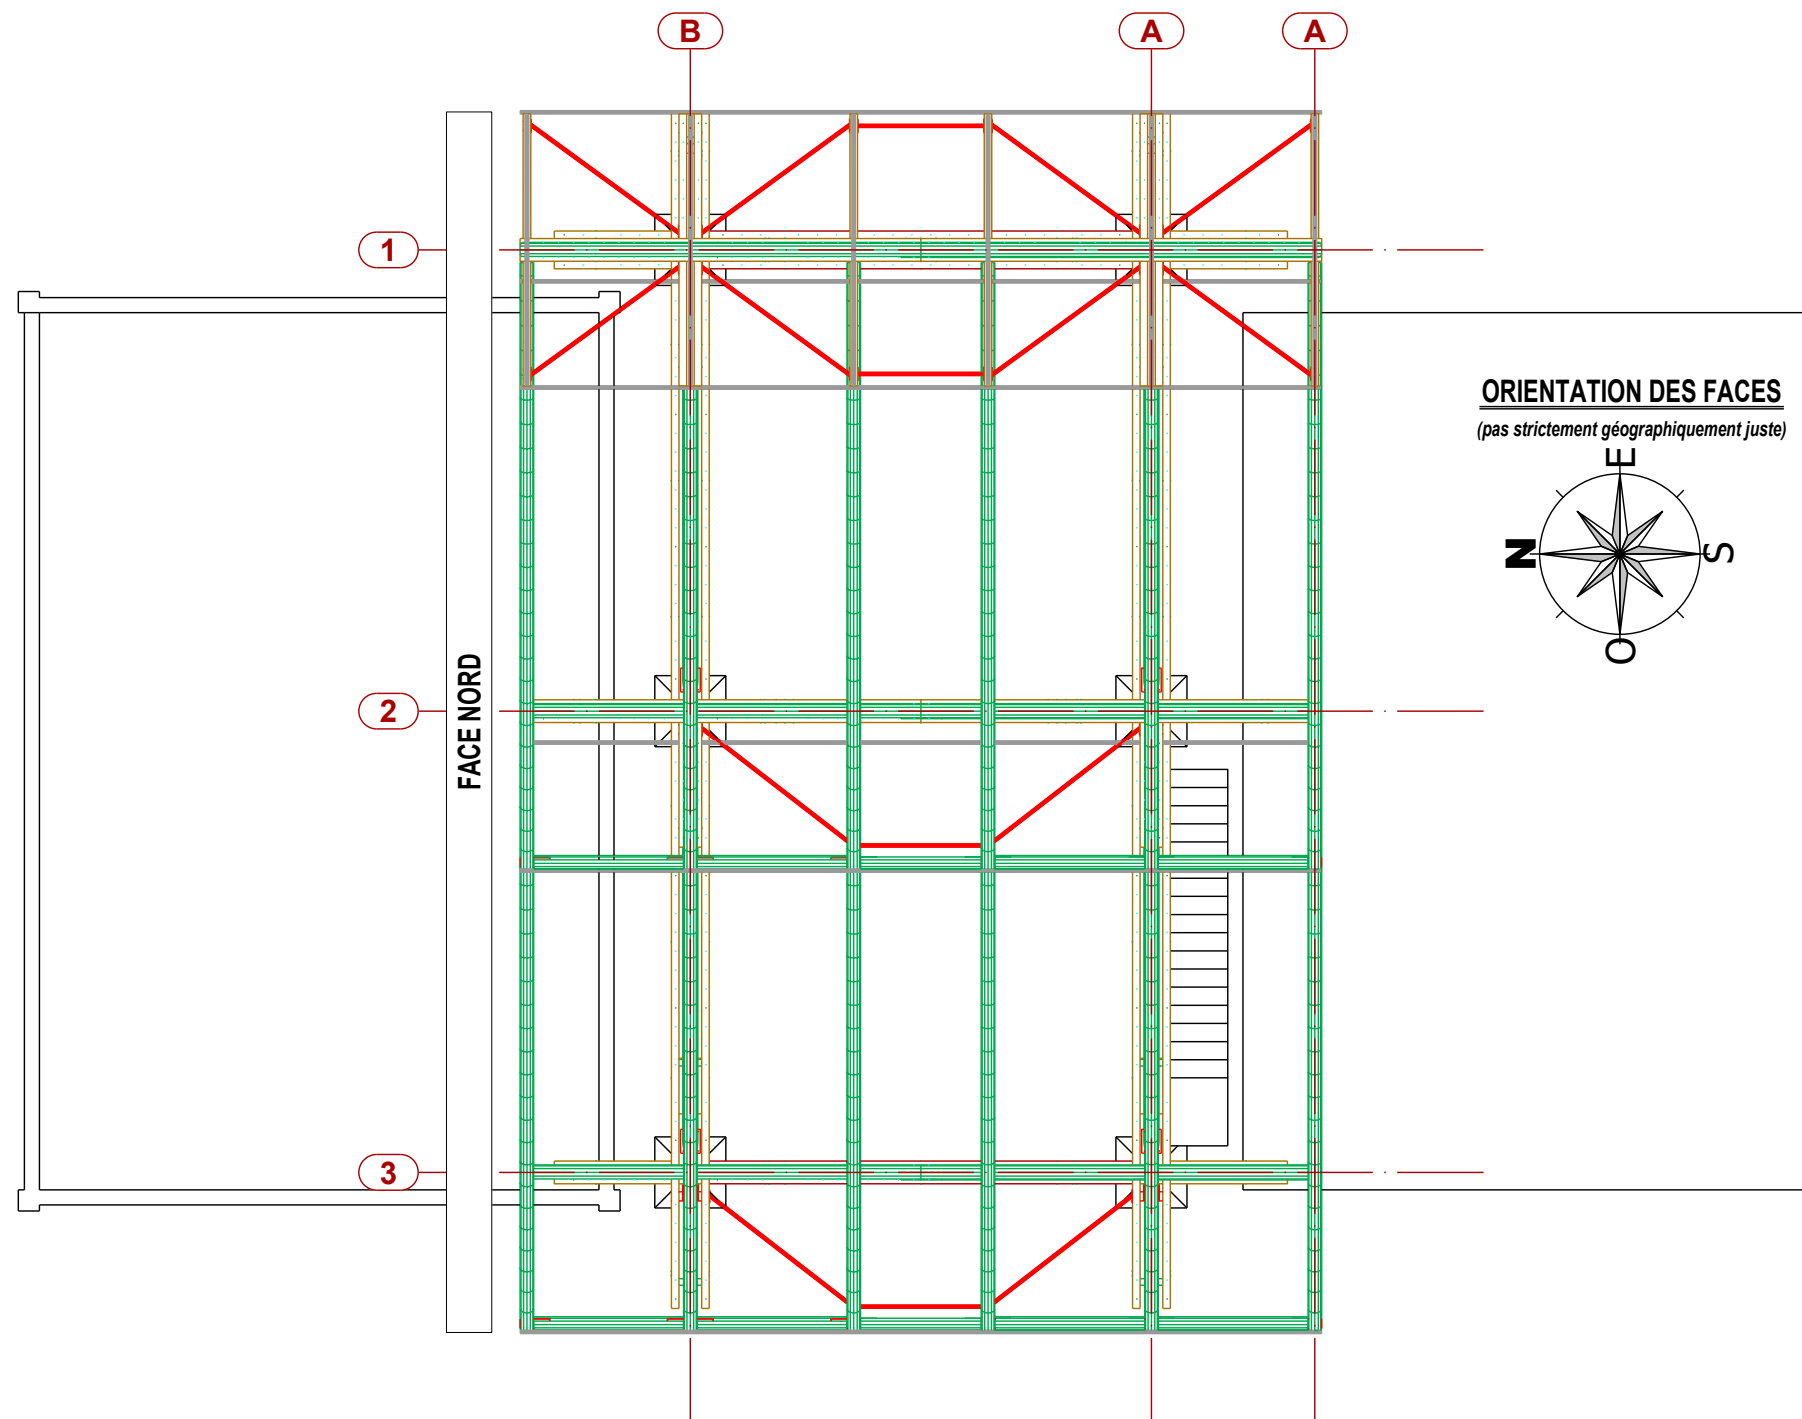 B
A
A
1
ORIENTATION DES FACES
(pas strictement géographiquement juste)
E
N
S
O
FACE NORD
2
3